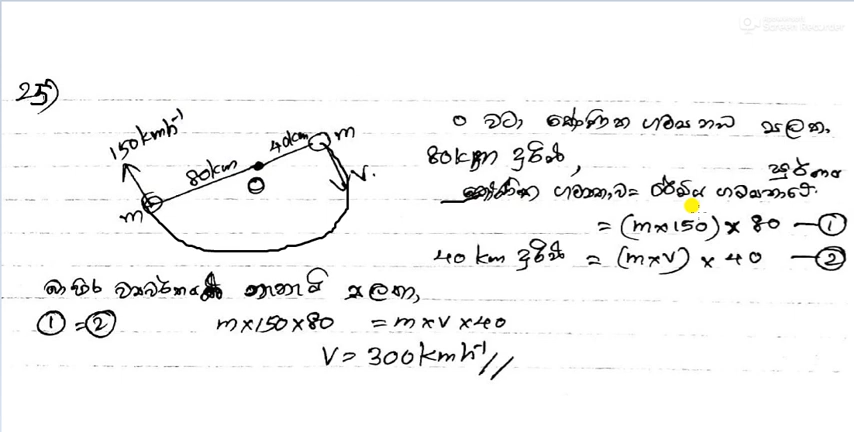 25)
150kmh⁻¹
80km
40km
m
V.
m
O
O වටා කෝණික ගම්‍යතාව සලකා,
80km දුරින්,
කෝණික ගම්‍යතාව = රේඛීය ගම්‍යතාවේ
= (m×150) × 80 — ①
40 km දුරින් = (m×v) × 40 — ②
බාහිර
සලකා,
① = ② m×150×80 = m×v×40
V = 300kmh⁻¹//